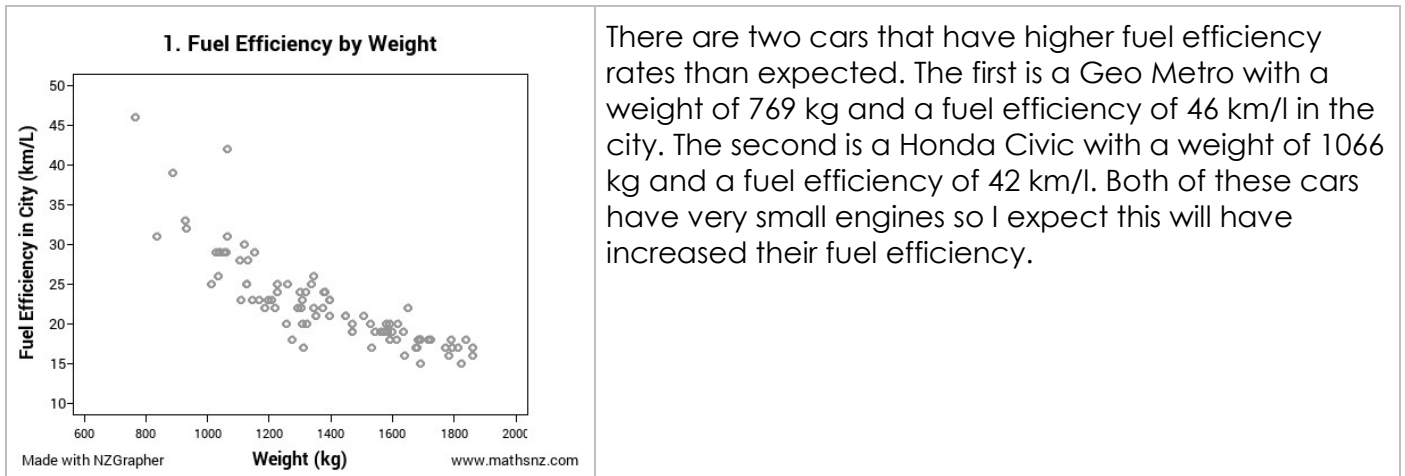 1. Fuel Efficiency by Weight
Fuel Efficiency in City (km/L)
50
45
40
35
30
25
20
15
10
600 800 1000 1200 1400 1600 1800 200
Weight (kg)
Made with NZGrapher
www.mathsnz.com
There are two cars that have higher fuel efficiency
rates than expected. The first is a Geo Metro with a
weight of 769 kg and a fuel efficiency of 46 km/l in the
city. The second is a Honda Civic with a weight of 1066
kg and a fuel efficiency of 42 km/l. Both of these cars
have very small engines so I expect this will have
increased their fuel efficiency.